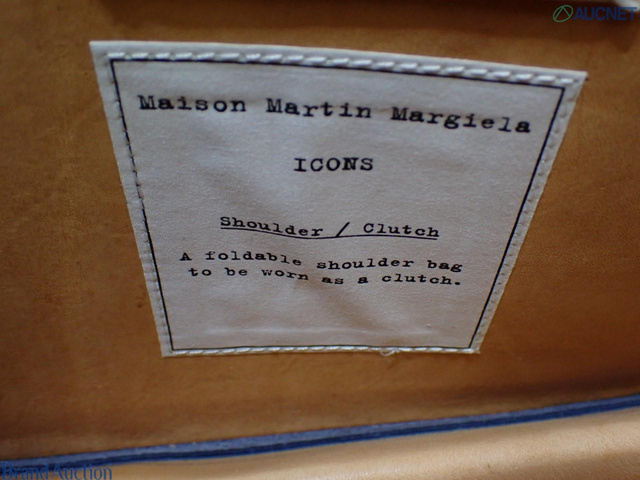 AUCNET
Maison Martin Margiela
ICONS
Shoulder / Clutch
A foldable shoulder bag
to be worn as a clutch.
Brand Auction